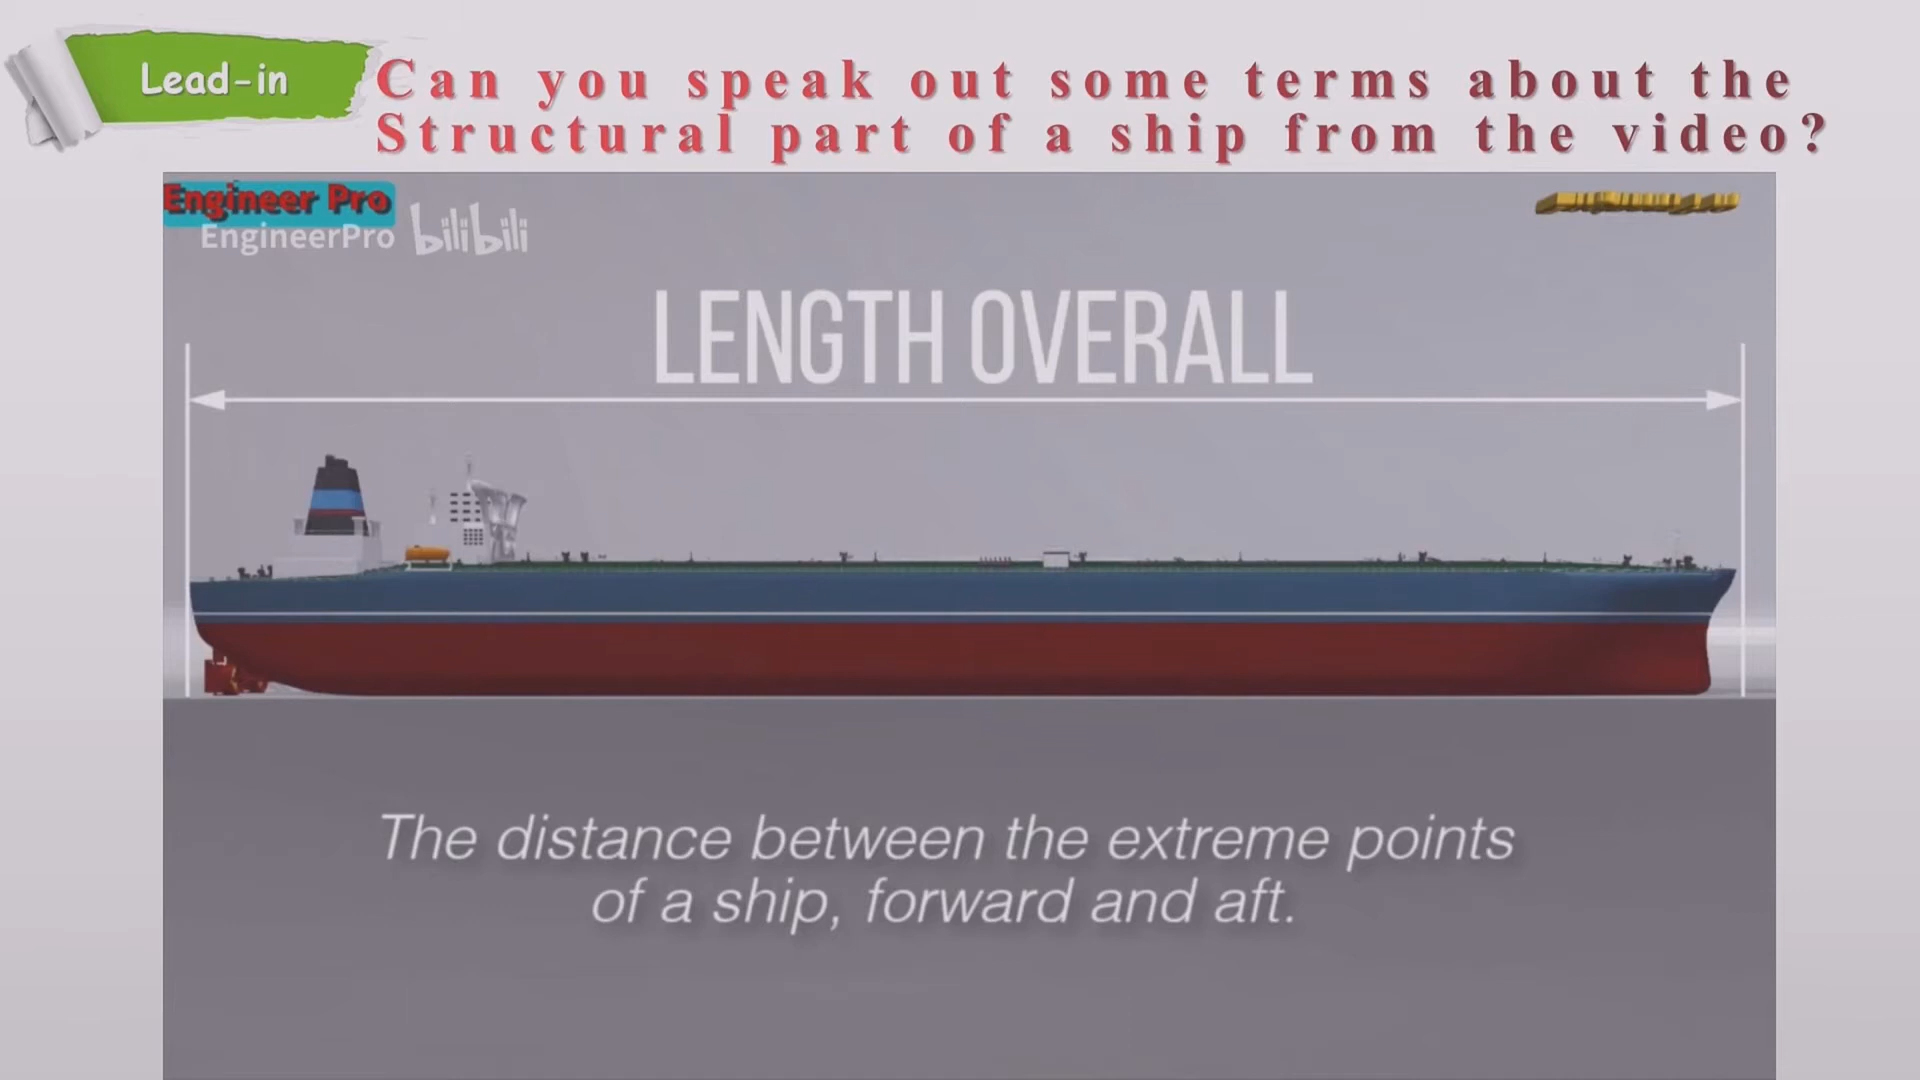 Lead-in
Can you speak out some terms about the
Structural part of a ship from the video?
Engineer Pro
EngineerPro bilibili
LENGTH OVERALL
The distance between the extreme points
of a ship, forward and aft.